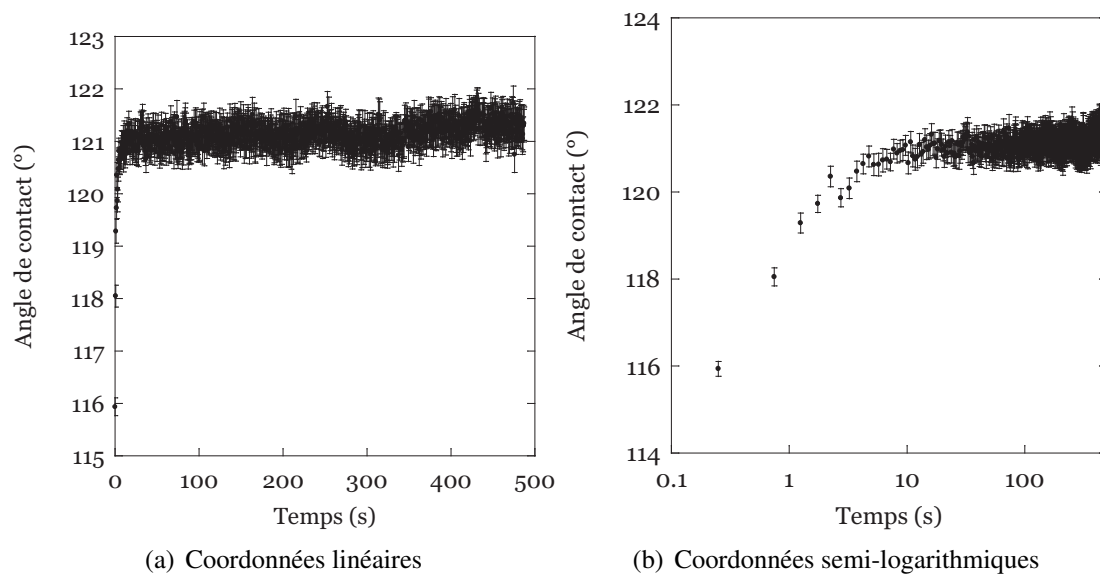 123
122
121
120
119
118
117
116
115
0 100 200 300 400 500
Angle de contact (°)
Temps (s)
(a) Coordonnées linéaires
124
122
120
118
116
114
0.1 1 10 100
Angle de contact (°)
Temps (s)
(b) Coordonnées semi-logarithmiques